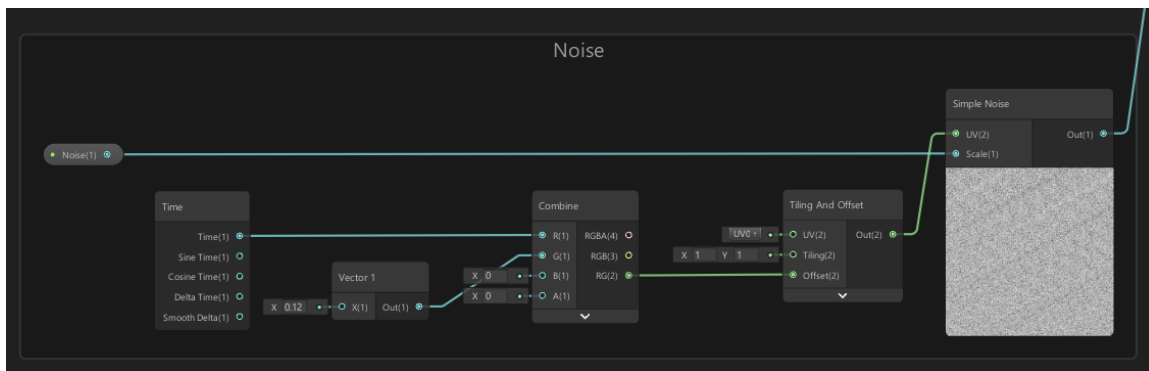 Noise
Simple Noise
UV(2)
Out(1)
Scale(1)
Noise(1)
Time
Time(1)
Sine Time(1)
Cosine Time(1)
Delta Time(1)
Smooth Delta(1)
X 0.12
Vector 1
X(1)
Out(1)
X 0
X 0
Combine
R(1)
RGBA(4)
G(1)
RGB(3)
B(1)
RG(2)
A(1)
UV0
X 1 Y 1
Tiling And Offset
UV(2)
Out(2)
Tiling(2)
Offset(2)